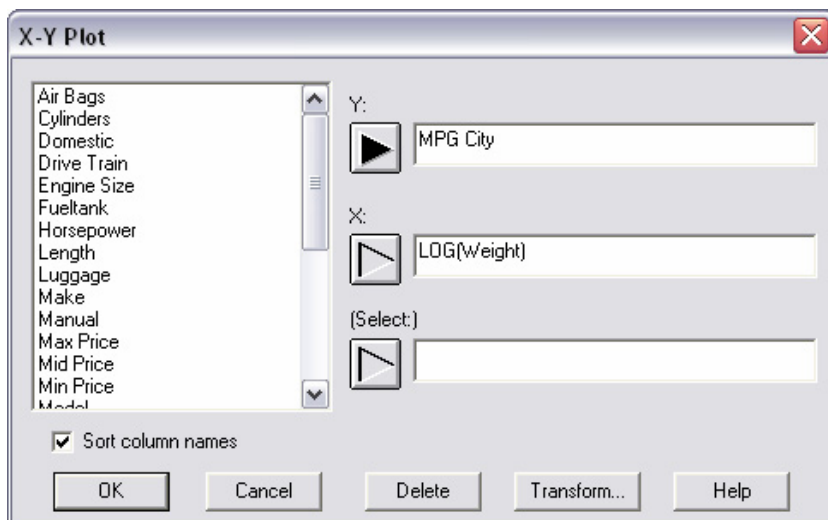 X-Y Plot
Air Bags
Cylinders
Domestic
Drive Train
Engine Size
Fueltank
Horsepower
Length
Luggage
Make
Manual
Max Price
Mid Price
Min Price
Model
Y:
MPG City
X:
LOG(Weight)
(Select:)
Sort column names
OK
Cancel
Delete
Transform...
Help